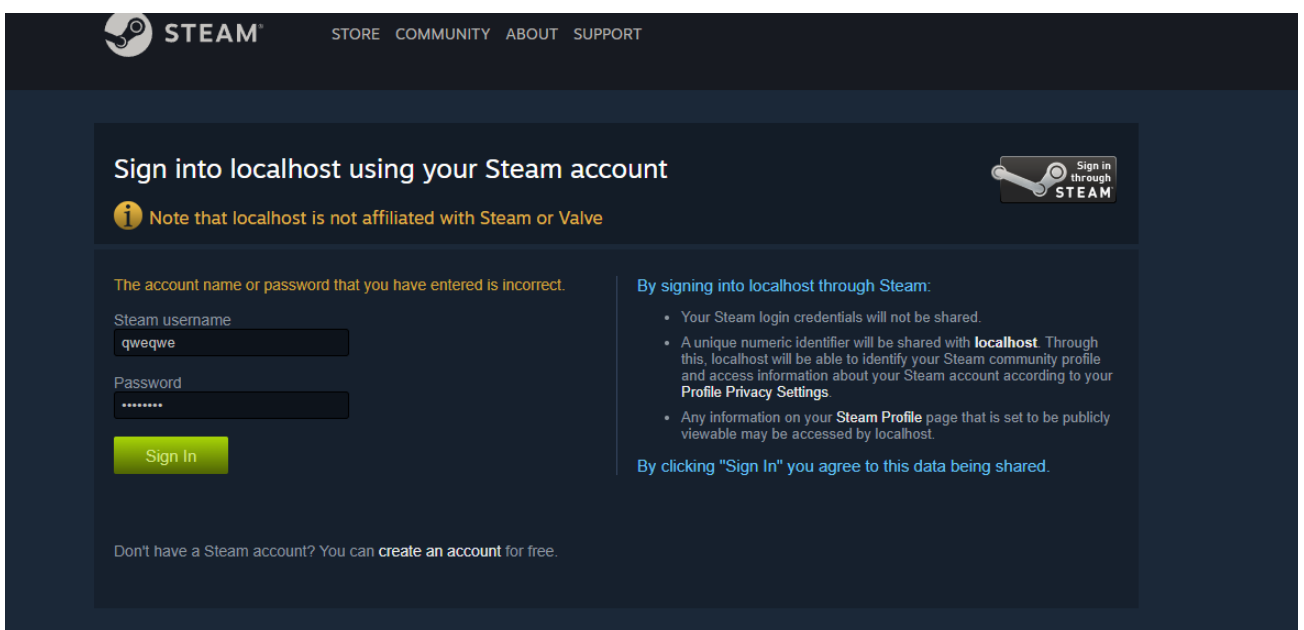 STEAM® STORE COMMUNITY ABOUT SUPPORT
Sign into localhost using your Steam account
Note that localhost is not affiliated with Steam or Valve
Sign in
through
STEAM
The account name or password that you have entered is incorrect.
Steam username
qweqwe
Password
••••••••
Sign In
Don't have a Steam account? You can create an account for free.
By signing into localhost through Steam:
• Your Steam login credentials will not be shared.
• A unique numeric identifier will be shared with localhost. Through
this, localhost will be able to identify your Steam community profile
and access information about your Steam account according to your
Profile Privacy Settings.
• Any information on your Steam Profile page that is set to be publicly
viewable may be accessed by localhost.
By clicking "Sign In" you agree to this data being shared.